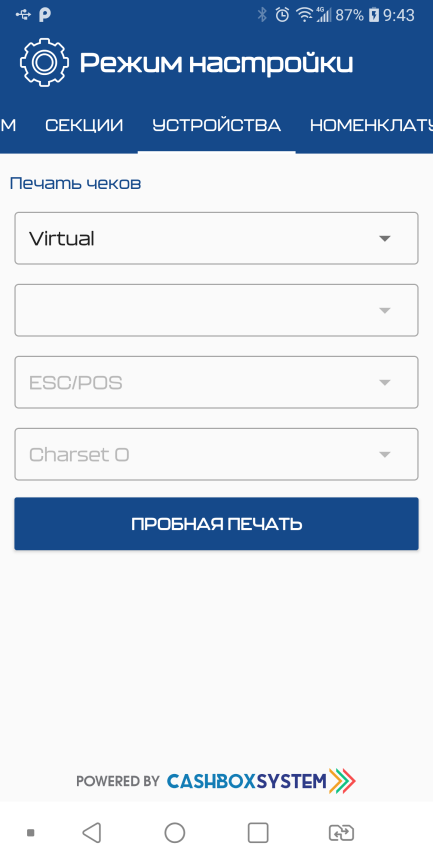 4G 87% 9:43
Режим настройки
М СЕКЦИИ УСТРОЙСТВА НОМЕНКЛАТУ
Печать чеков
Virtual
ESC/POS
Charset 0
ПРОБНАЯ ПЕЧАТЬ
POWERED BY CASHBOXSYSTEM